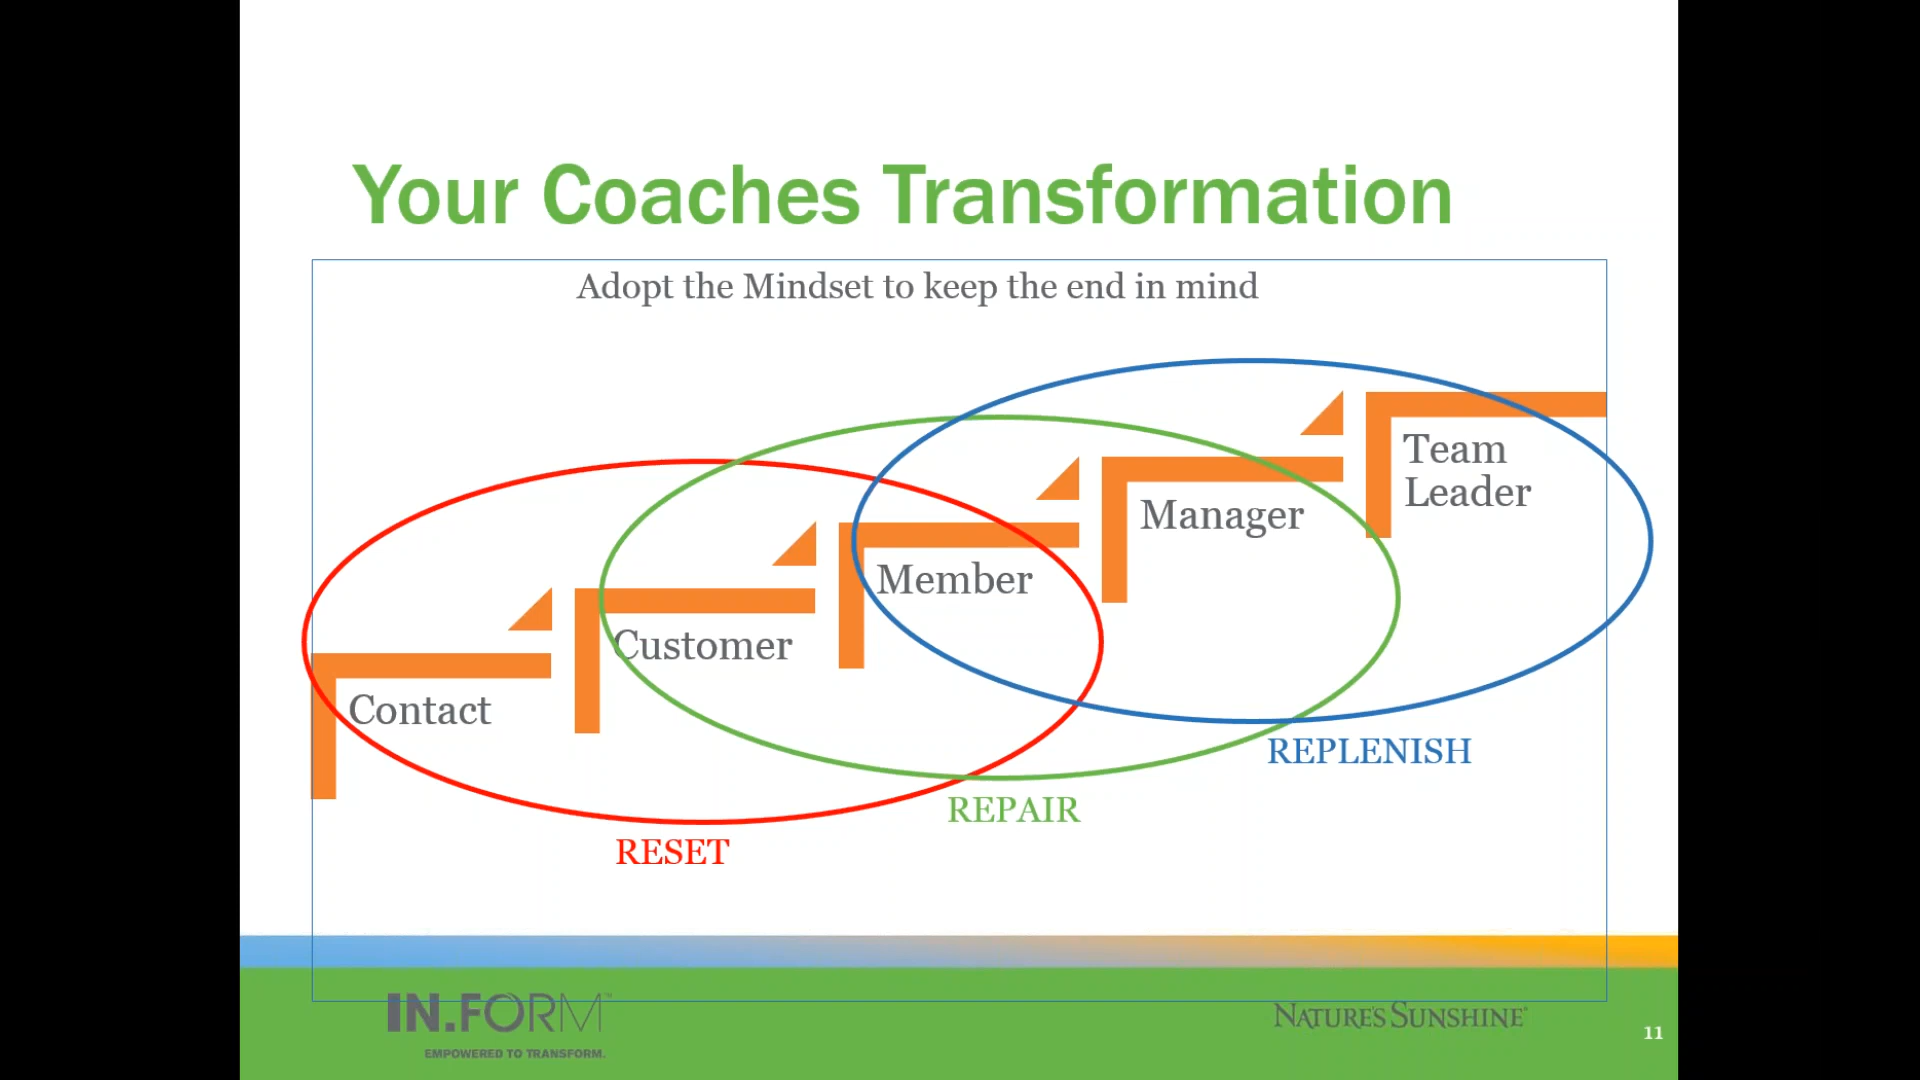 Your Coaches Transformation
Adopt the Mindset to keep the end in mind
Team
Leader
Manager
Member
Customer
Contact
REPLENISH
REPAIR
RESET
IN.FORM™
EMPOWERED TO TRANSFORM.
NATURE'S SUNSHINE®
11